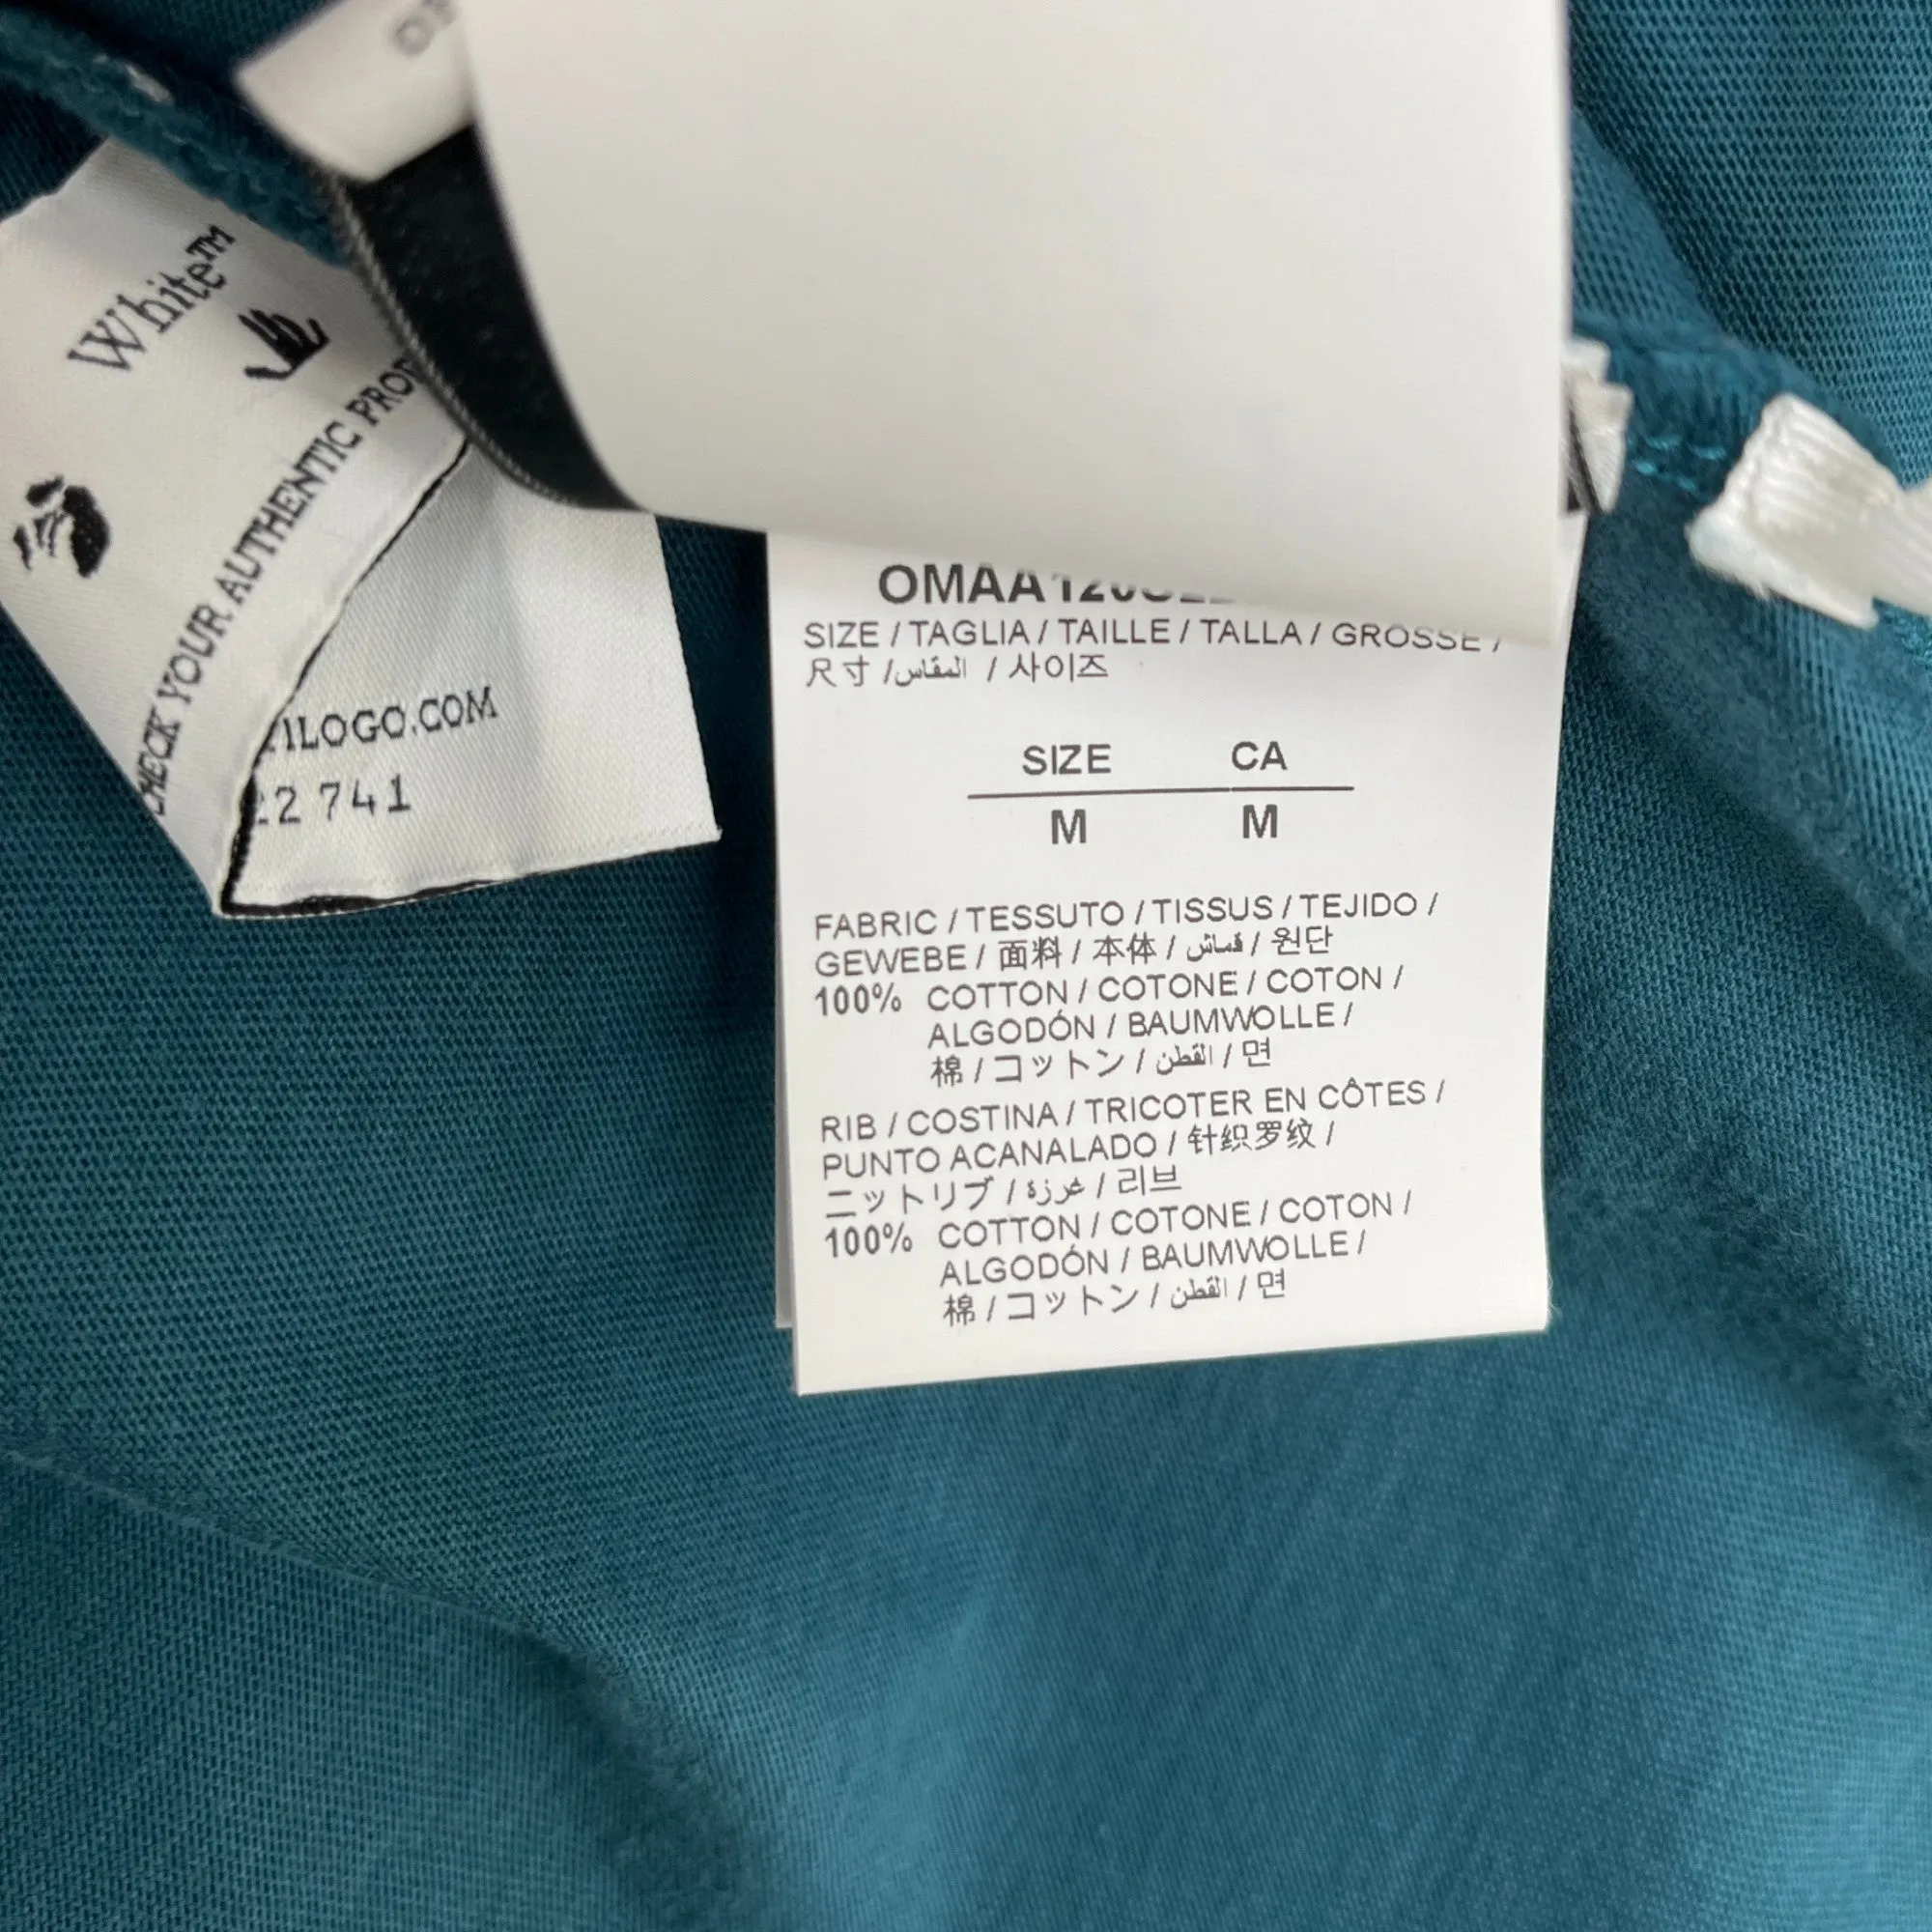 White™
CHECK YOUR AUTHENTIC
ILOGO.COM
741
SIZE / TAGLIA / TAILLE / TALLA / GROSSE /
尺寸 / المقاس / 사이즈
SIZE CA
M M
FABRIC / TESSUTO / TISSUS / TEJIDO /
GEWEBE / 面料 / 本体 / قماش / 원단
100% COTTON / COTONE / COTON /
ALGODÓN / BAUMWOLLE /
棉 / コットン / القطن / 면
RIB / COSTINA / TRICOTER EN CÔTES /
PUNTO ACANALADO / 针织罗纹 /
ニットリブ / غرزة / 리브
100% COTTON / COTONE / COTON /
ALGODÓN / BAUMWOLLE /
棉 / コットン / القطن / 면